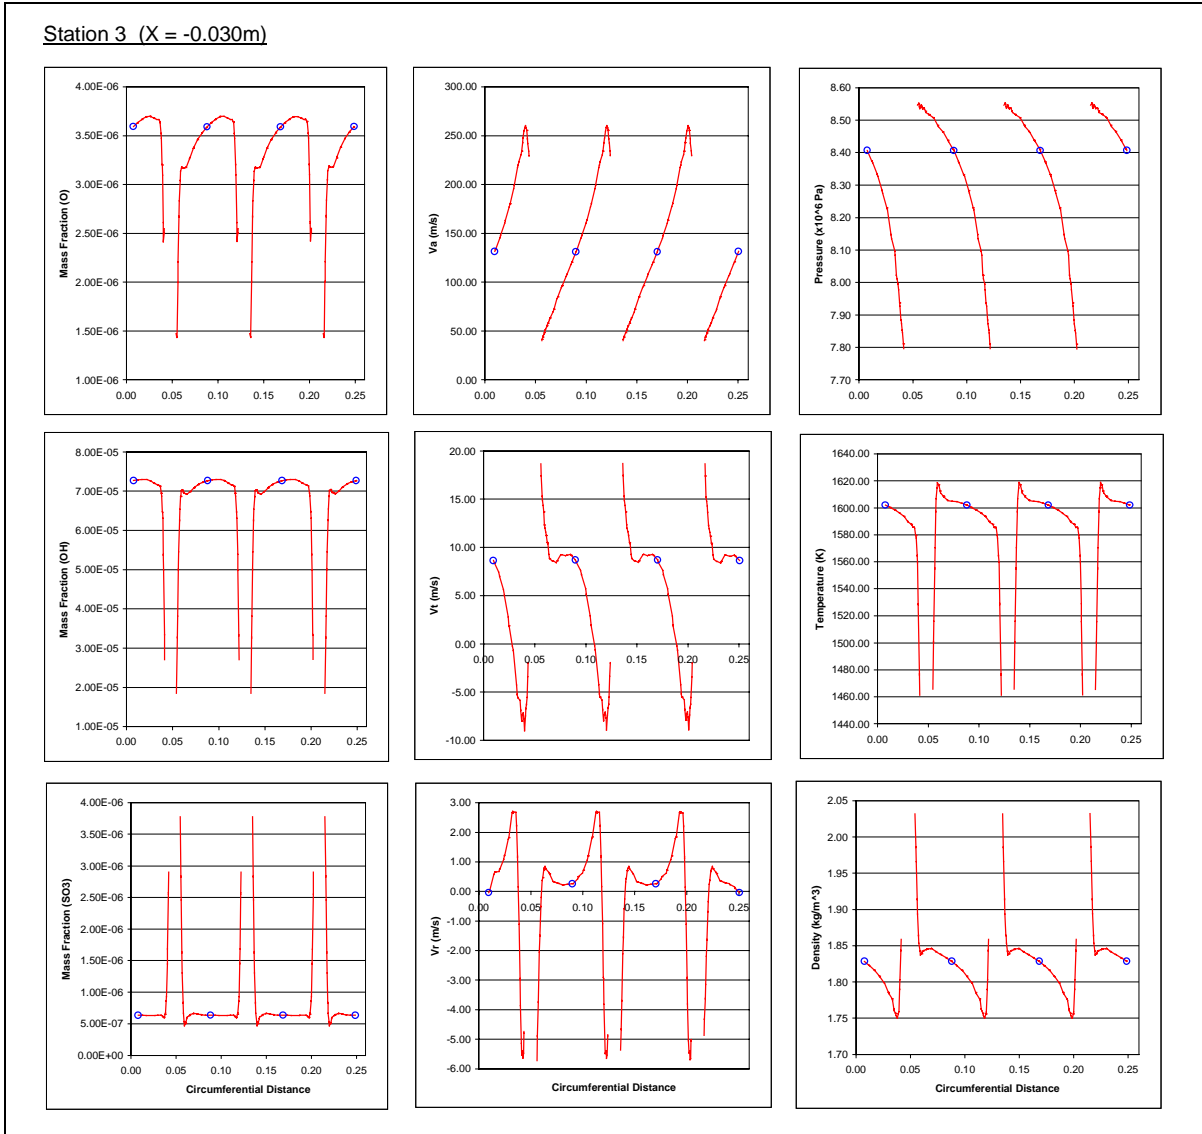 Station 3 (X = -0.030m)
4.00E-06
3.50E-06
3.00E-06
2.50E-06
2.00E-06
1.50E-06
1.00E-06
0.00 0.05 0.10 0.15 0.20 0.25
Mass Fraction (O)
300.00
250.00
200.00
150.00
100.00
50.00
0.00
0.00 0.05 0.10 0.15 0.20 0.25
Va (m/s)
8.60
8.50
8.40
8.30
8.20
8.10
8.00
7.90
7.80
7.70
0.00 0.05 0.10 0.15 0.20 0.25
Pressure (x10^6 Pa)
8.00E-05
7.00E-05
6.00E-05
5.00E-05
4.00E-05
3.00E-05
2.00E-05
1.00E-05
0.00 0.05 0.10 0.15 0.20 0.25
Mass Fraction (OH)
20.00
15.00
10.00
5.00
0.00
-5.00
-10.00
0.00 0.05 0.10 0.15 0.20 0.25
Vt (m/s)
1640.00
1620.00
1600.00
1580.00
1560.00
1540.00
1520.00
1500.00
1480.00
1460.00
1440.00
0.00 0.05 0.10 0.15 0.20 0.25
Temperature (K)
4.00E-06
3.50E-06
3.00E-06
2.50E-06
2.00E-06
1.50E-06
1.00E-06
5.00E-07
0.00E+00
0.00 0.05 0.10 0.15 0.20 0.25
Mass Fraction (SO3)
Circumferential Distance
3.00
2.00
1.00
0.00
-1.00
-2.00
-3.00
-4.00
-5.00
-6.00
0.00 0.05 0.10 0.15 0.20 0.25
Vr (m/s)
Circumferential Distance
2.05
2.00
1.95
1.90
1.85
1.80
1.75
1.70
0.00 0.05 0.10 0.15 0.20 0.25
Density (kg/m^3)
Circumferential Distance